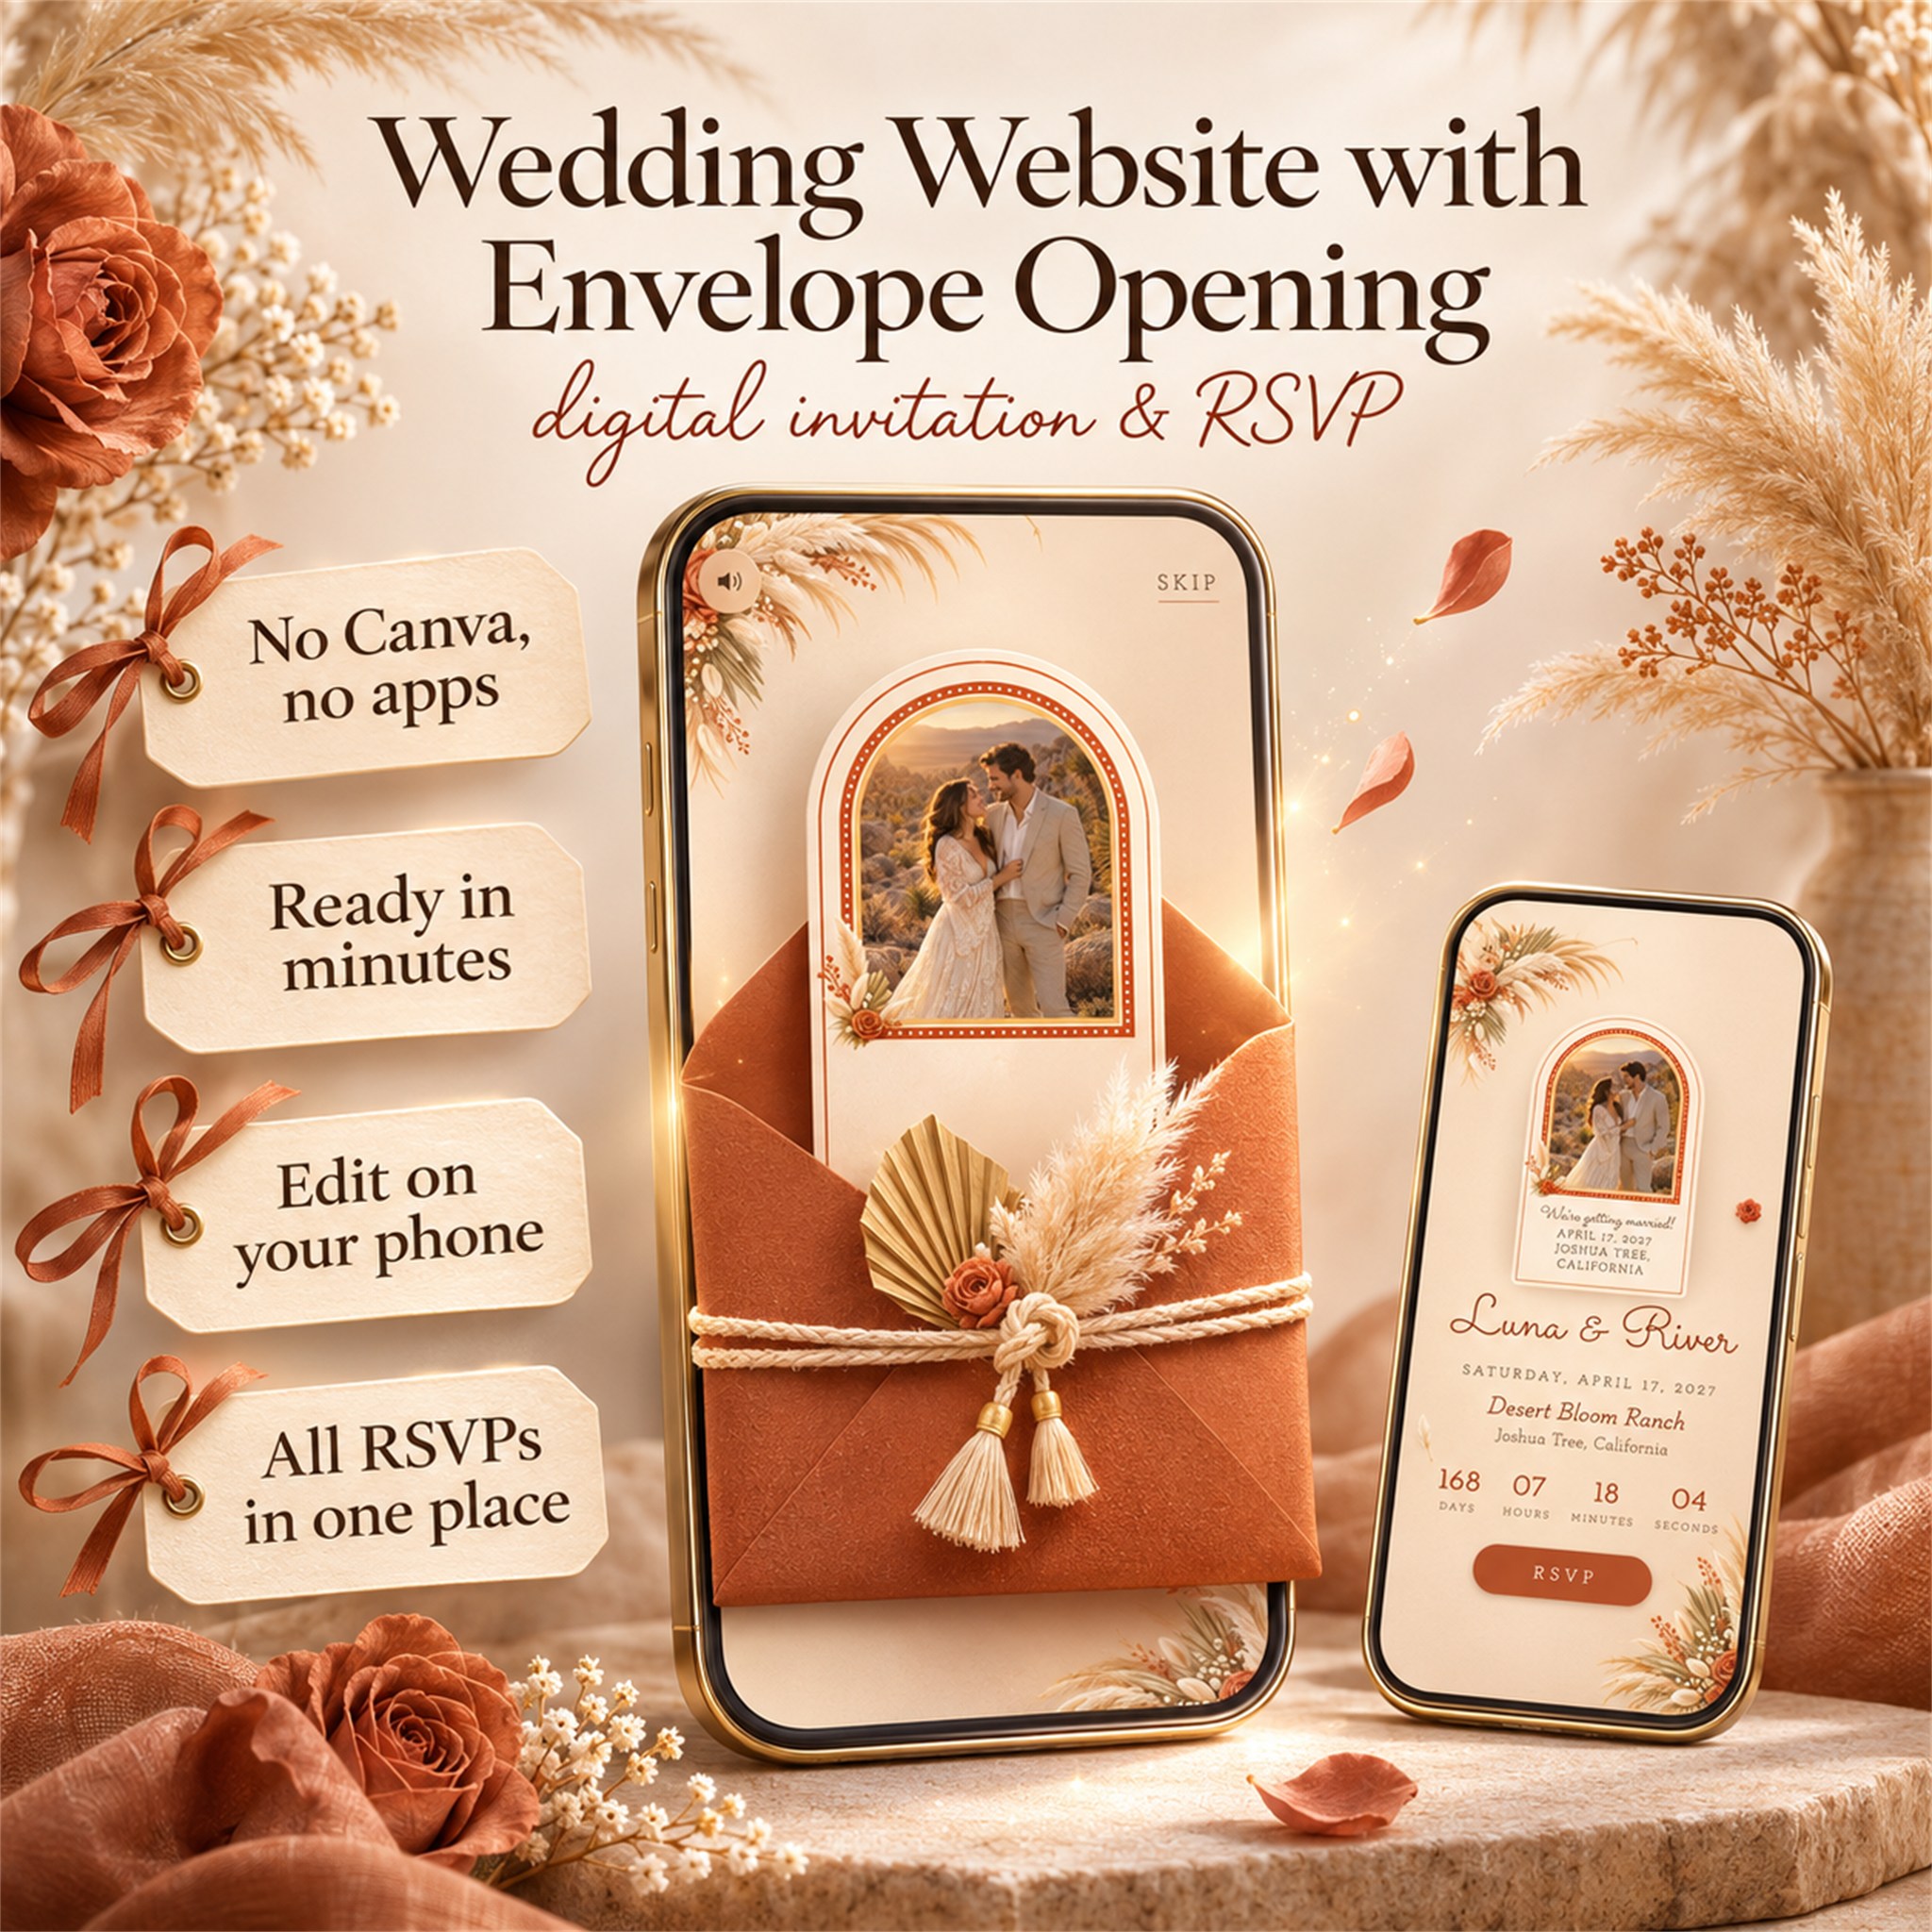 Wedding Website with
Envelope Opening
digital invitation & RSVP
No Canva,
no apps
Ready in
minutes
Edit on
your phone
All RSVPs
in one place
SKIP
We're getting married!
APRIL 17, 2027
JOSHUA TREE,
CALIFORNIA
Luna & River
SATURDAY, APRIL 17, 2027
Desert Bloom Ranch
Joshua Tree, California
168 07 18 04
DAYS HOURS MINUTES SECONDS
RSVP